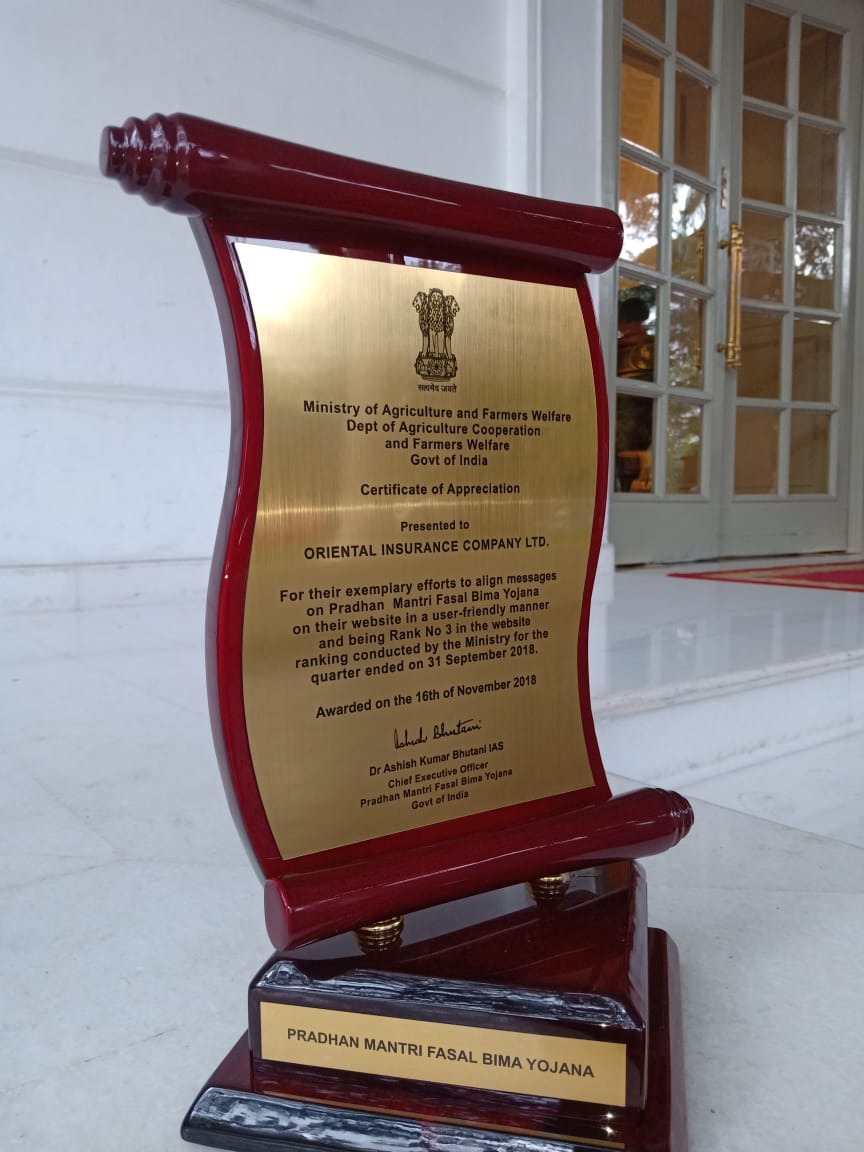 सत्यमेव जयते
Ministry of Agriculture and Farmers Welfare
Dept of Agriculture Cooperation
and Farmers Welfare
Govt of India
Certificate of Appreciation
Presented to
ORIENTAL INSURANCE COMPANY LTD.
For their exemplary efforts to align messages
on Pradhan Mantri Fasal Bima Yojana
on their website in a user-friendly manner
and being Rank No 3 in the website
ranking conducted by the Ministry for the
quarter ended on 31 September 2018.
Awarded on the 16th of November 2018
Ashish Bhutani
Dr Ashish Kumar Bhutani IAS
Chief Executive Officer
Pradhan Mantri Fasal Bima Yojana
Govt of India
PRADHAN MANTRI FASAL BIMA YOJANA